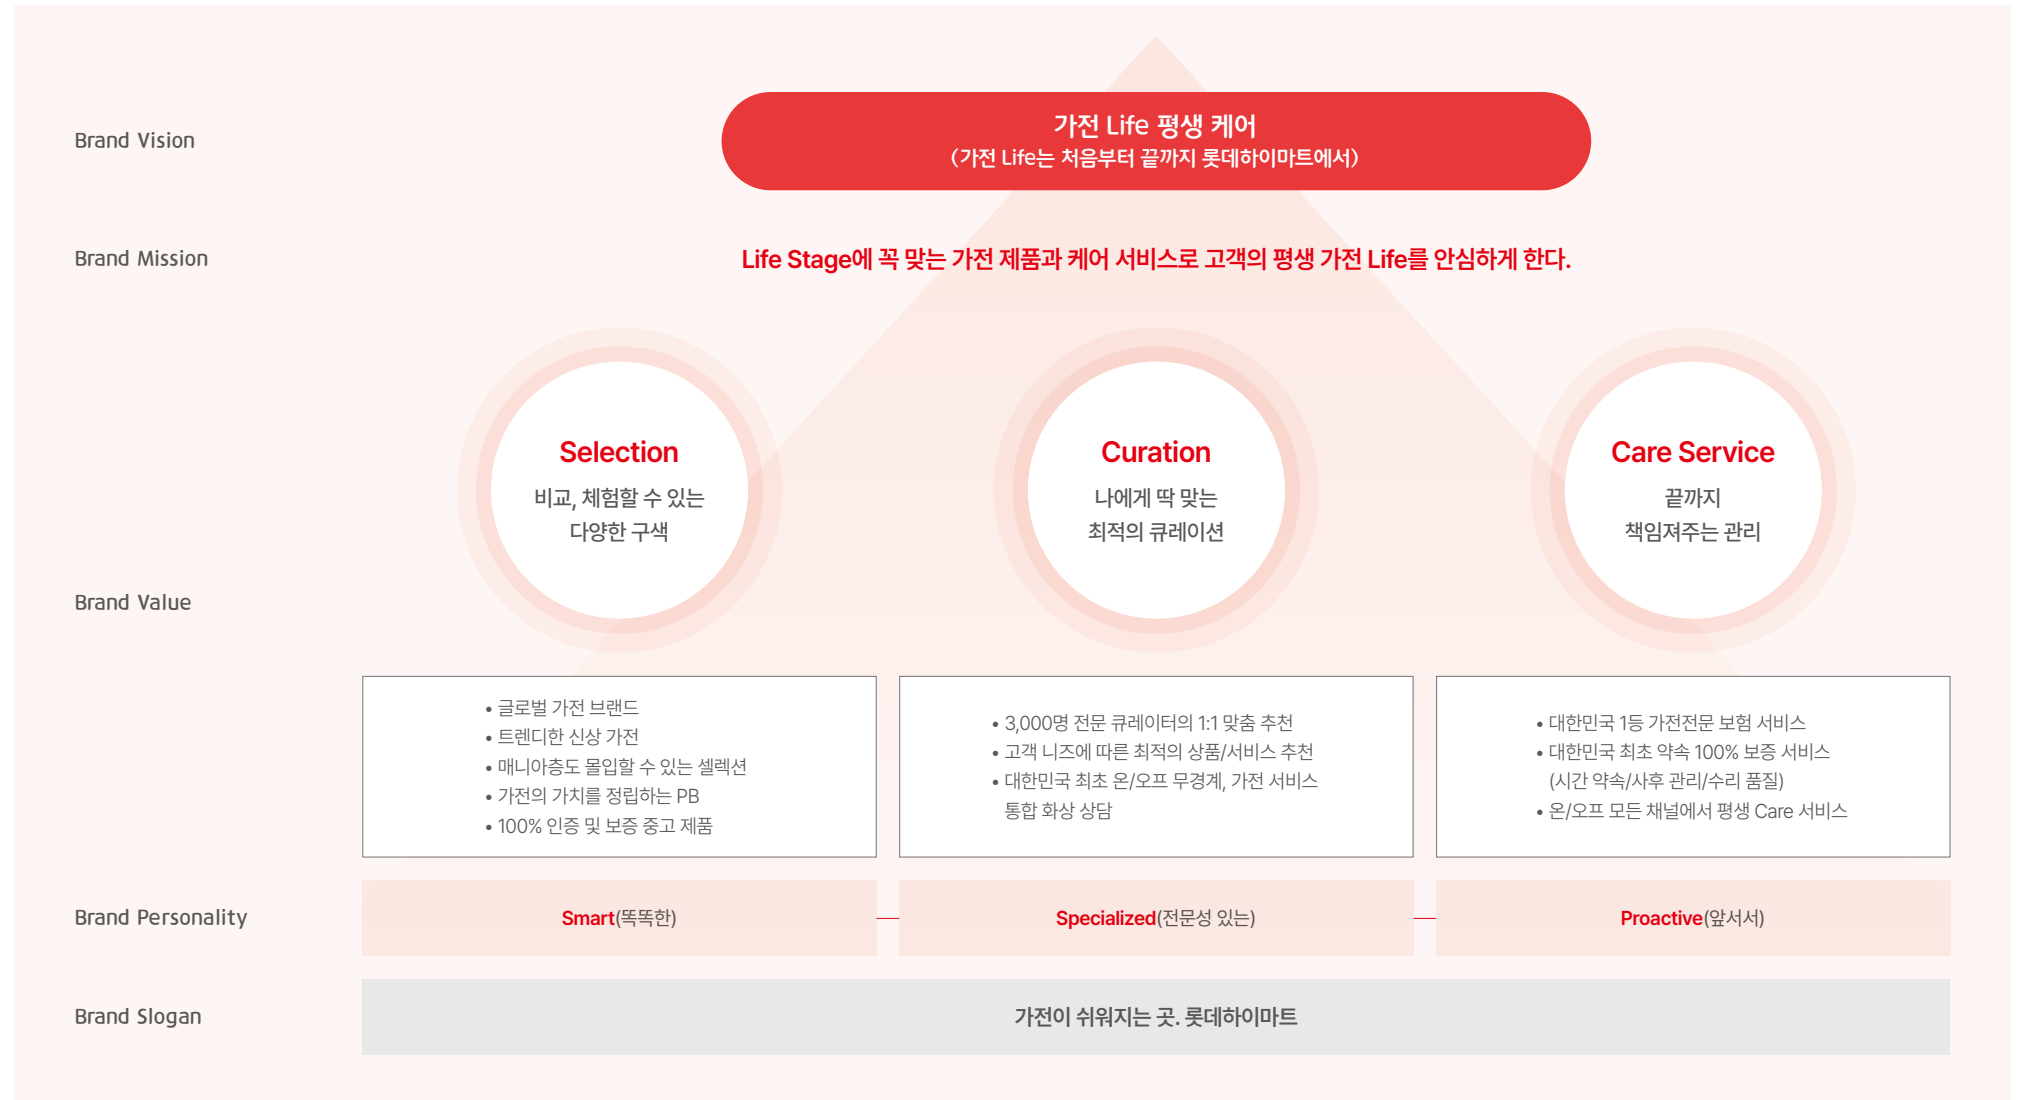 Brand Vision
가전 Life 평생 케어
(가전 Life는 처음부터 끝까지 롯데하이마트에서)
Brand Mission
Life Stage에 꼭 맞는 가전 제품과 케어 서비스로 고객의 평생 가전 Life를 안심하게 한다.
Brand Value
Selection
비교, 체험할 수 있는
다양한 구색
Curation
나에게 딱 맞는
최적의 큐레이션
Care Service
끝까지
책임져주는 관리
• 글로벌 가전 브랜드
• 트렌디한 신상 가전
• 매니아층도 몰입할 수 있는 셀렉션
• 가전의 가치를 정립하는 PB
• 100% 인증 및 보증 중고 제품
• 3,000명 전문 큐레이터의 1:1 맞춤 추천
• 고객 니즈에 따른 최적의 상품/서비스 추천
• 대한민국 최초 온/오프 무경계, 가전 서비스
통합 화상 상담
• 대한민국 1등 가전전문 보험 서비스
• 대한민국 최초 약속 100% 보증 서비스
(시간 약속/사후 관리/수리 품질)
• 온/오프 모든 채널에서 평생 Care 서비스
Brand Personality
Smart(똑똑한)
Specialized(전문성 있는)
Proactive(앞서서)
Brand Slogan
가전이 쉬워지는 곳. 롯데하이마트